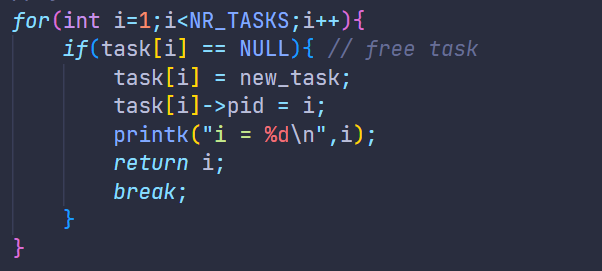 for(int i=1;i<NR_TASKS;i++){
    if(task[i] == NULL){ // free task
        task[i] = new_task;
        task[i]->pid = i;
        printk("i = %d\n",i);
        return i;
        break;
    }
}